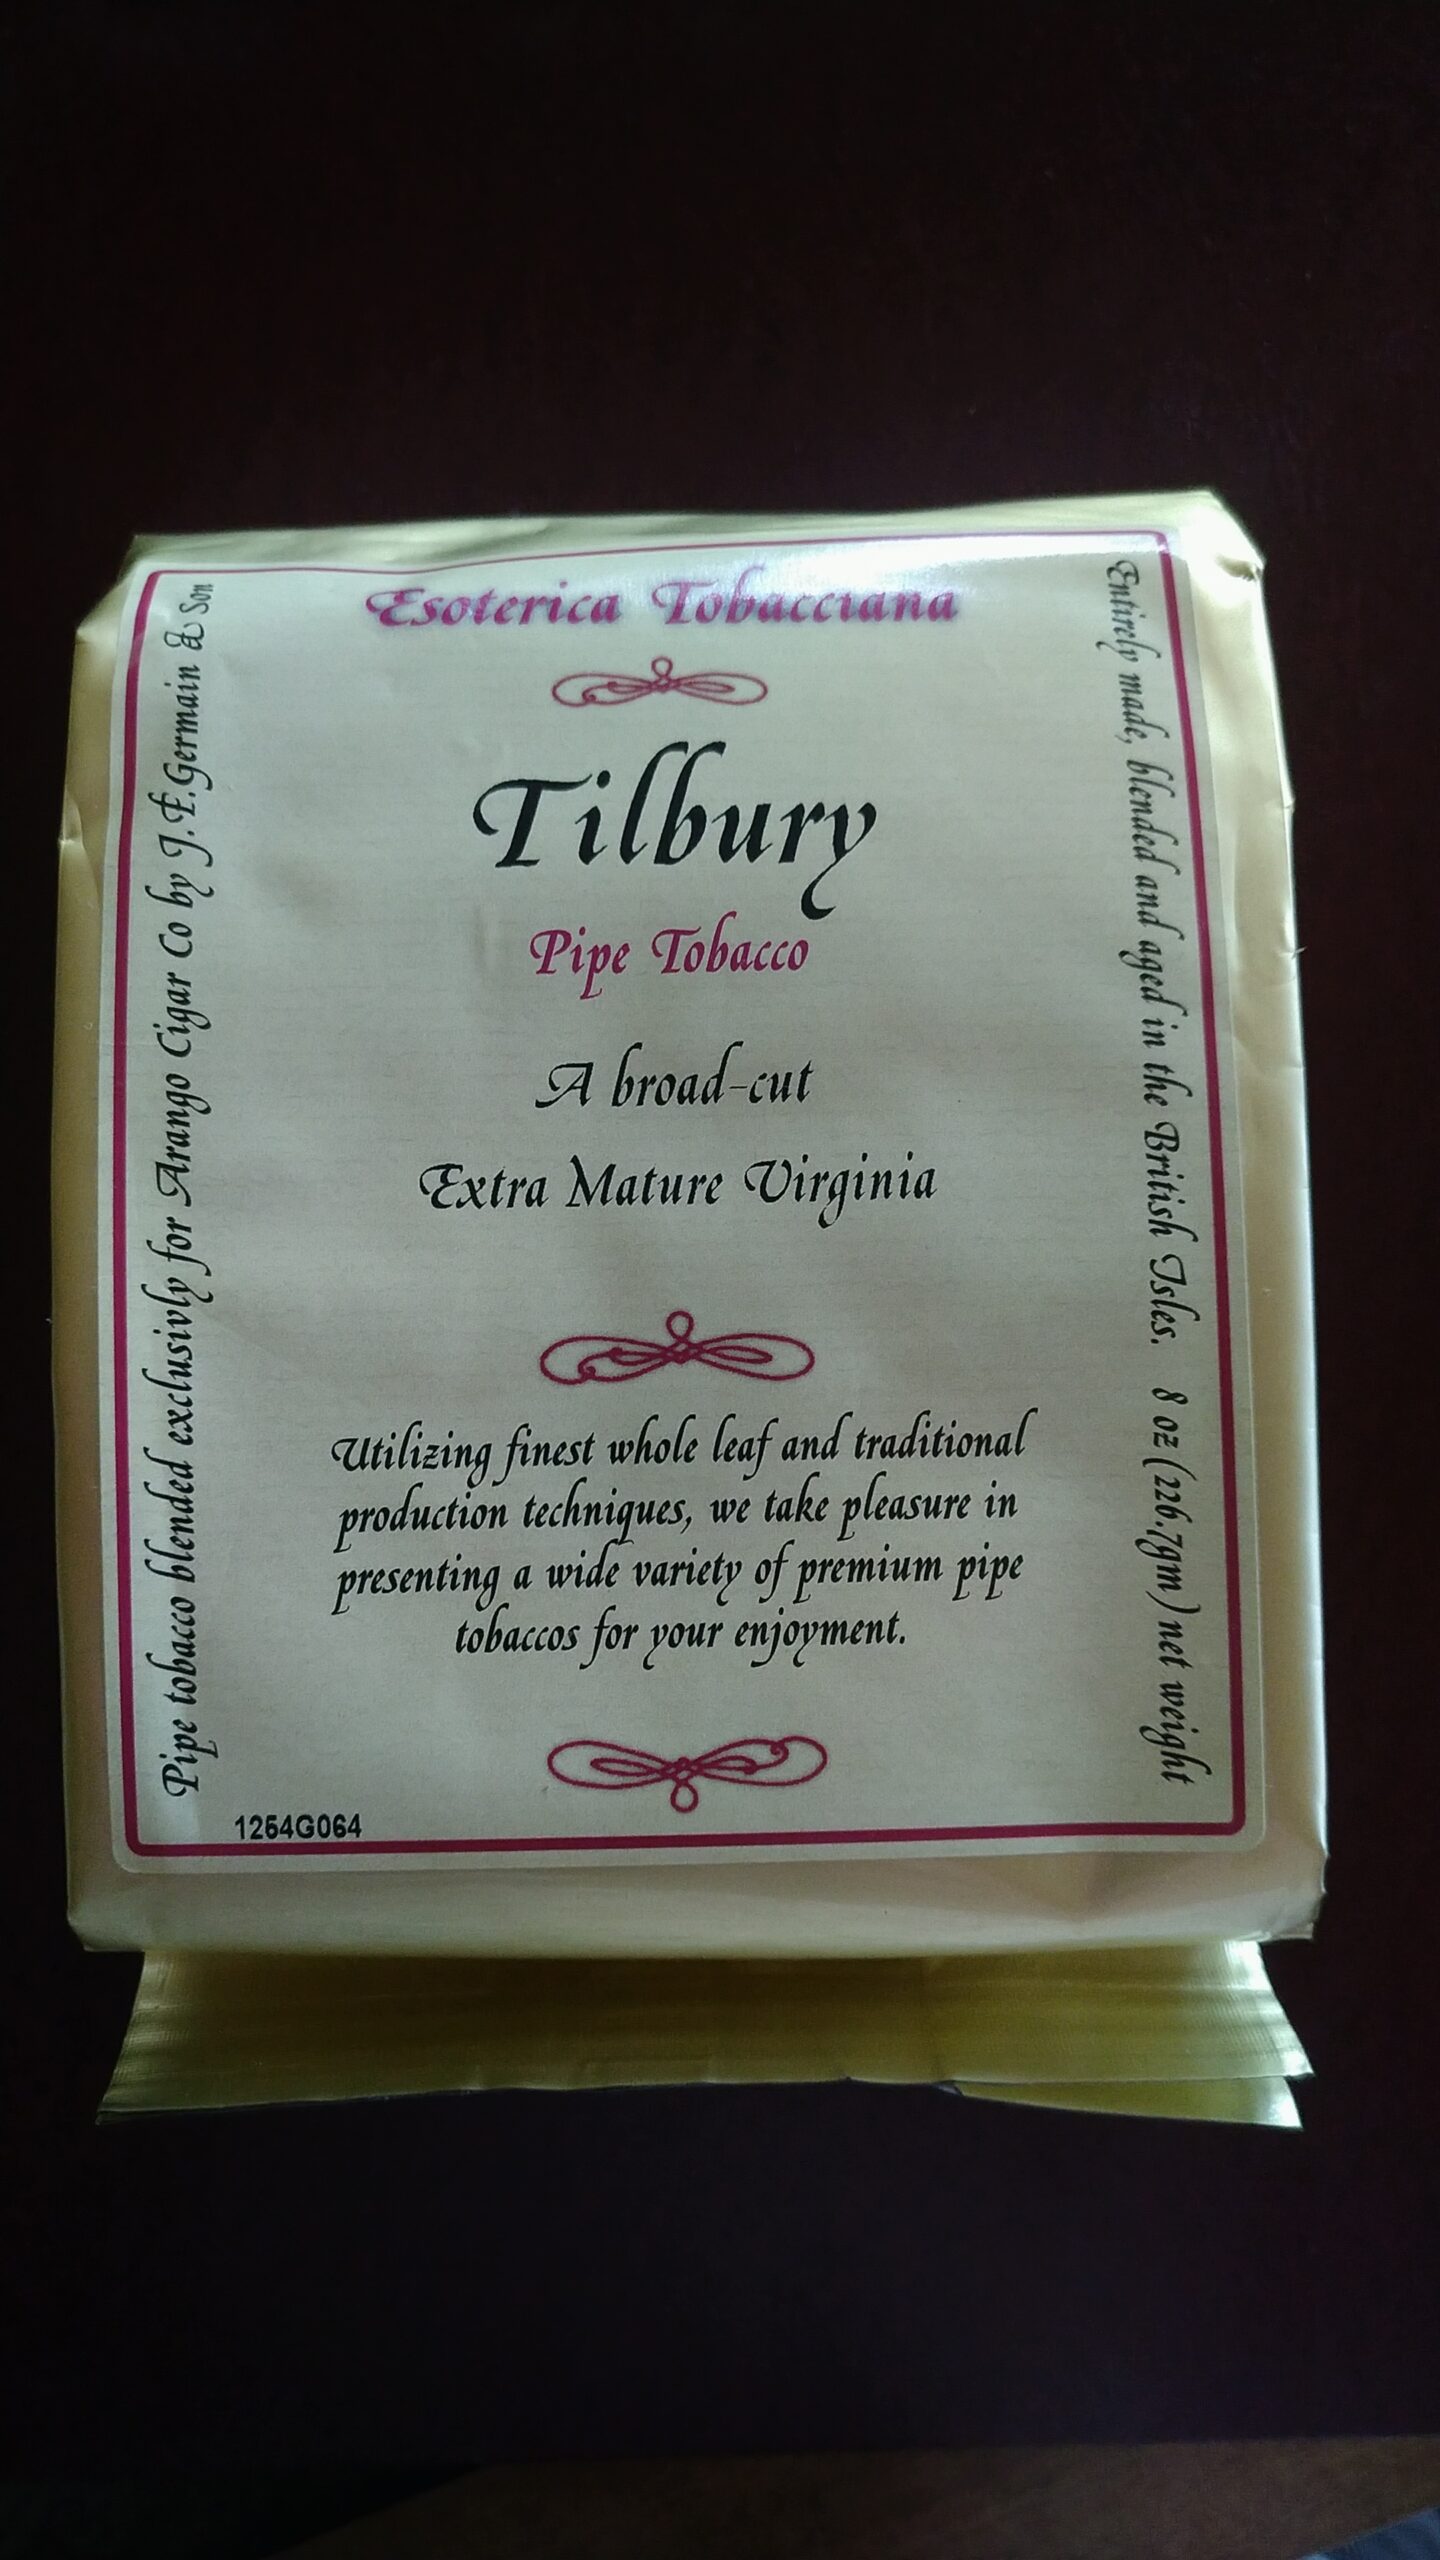 Esoterica Tobacciana
Tilbury
Pipe Tobacco
A broad-cut
Extra Mature Virginia
Utilizing finest whole leaf and traditional
production techniques, we take pleasure in
presenting a wide variety of premium pipe
tobaccos for your enjoyment.
Pipe tobacco blended exclusivly for Arango Cigar Co by J.E.Germain & Son
Entirely made, blended and aged in the British Isles. 8 oz (226.7gm) net weight
1254G064